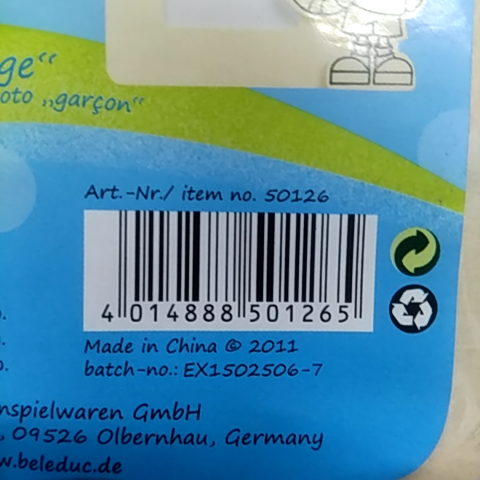 ge“
oto „garçon“
Art.-Nr./ item no. 50126
4 014888 501265
Made in China © 2011
batch-no.: EX1502506-7
nspielwaren GmbH
, 09526 Olbernhau, Germany
w.beleduc.de